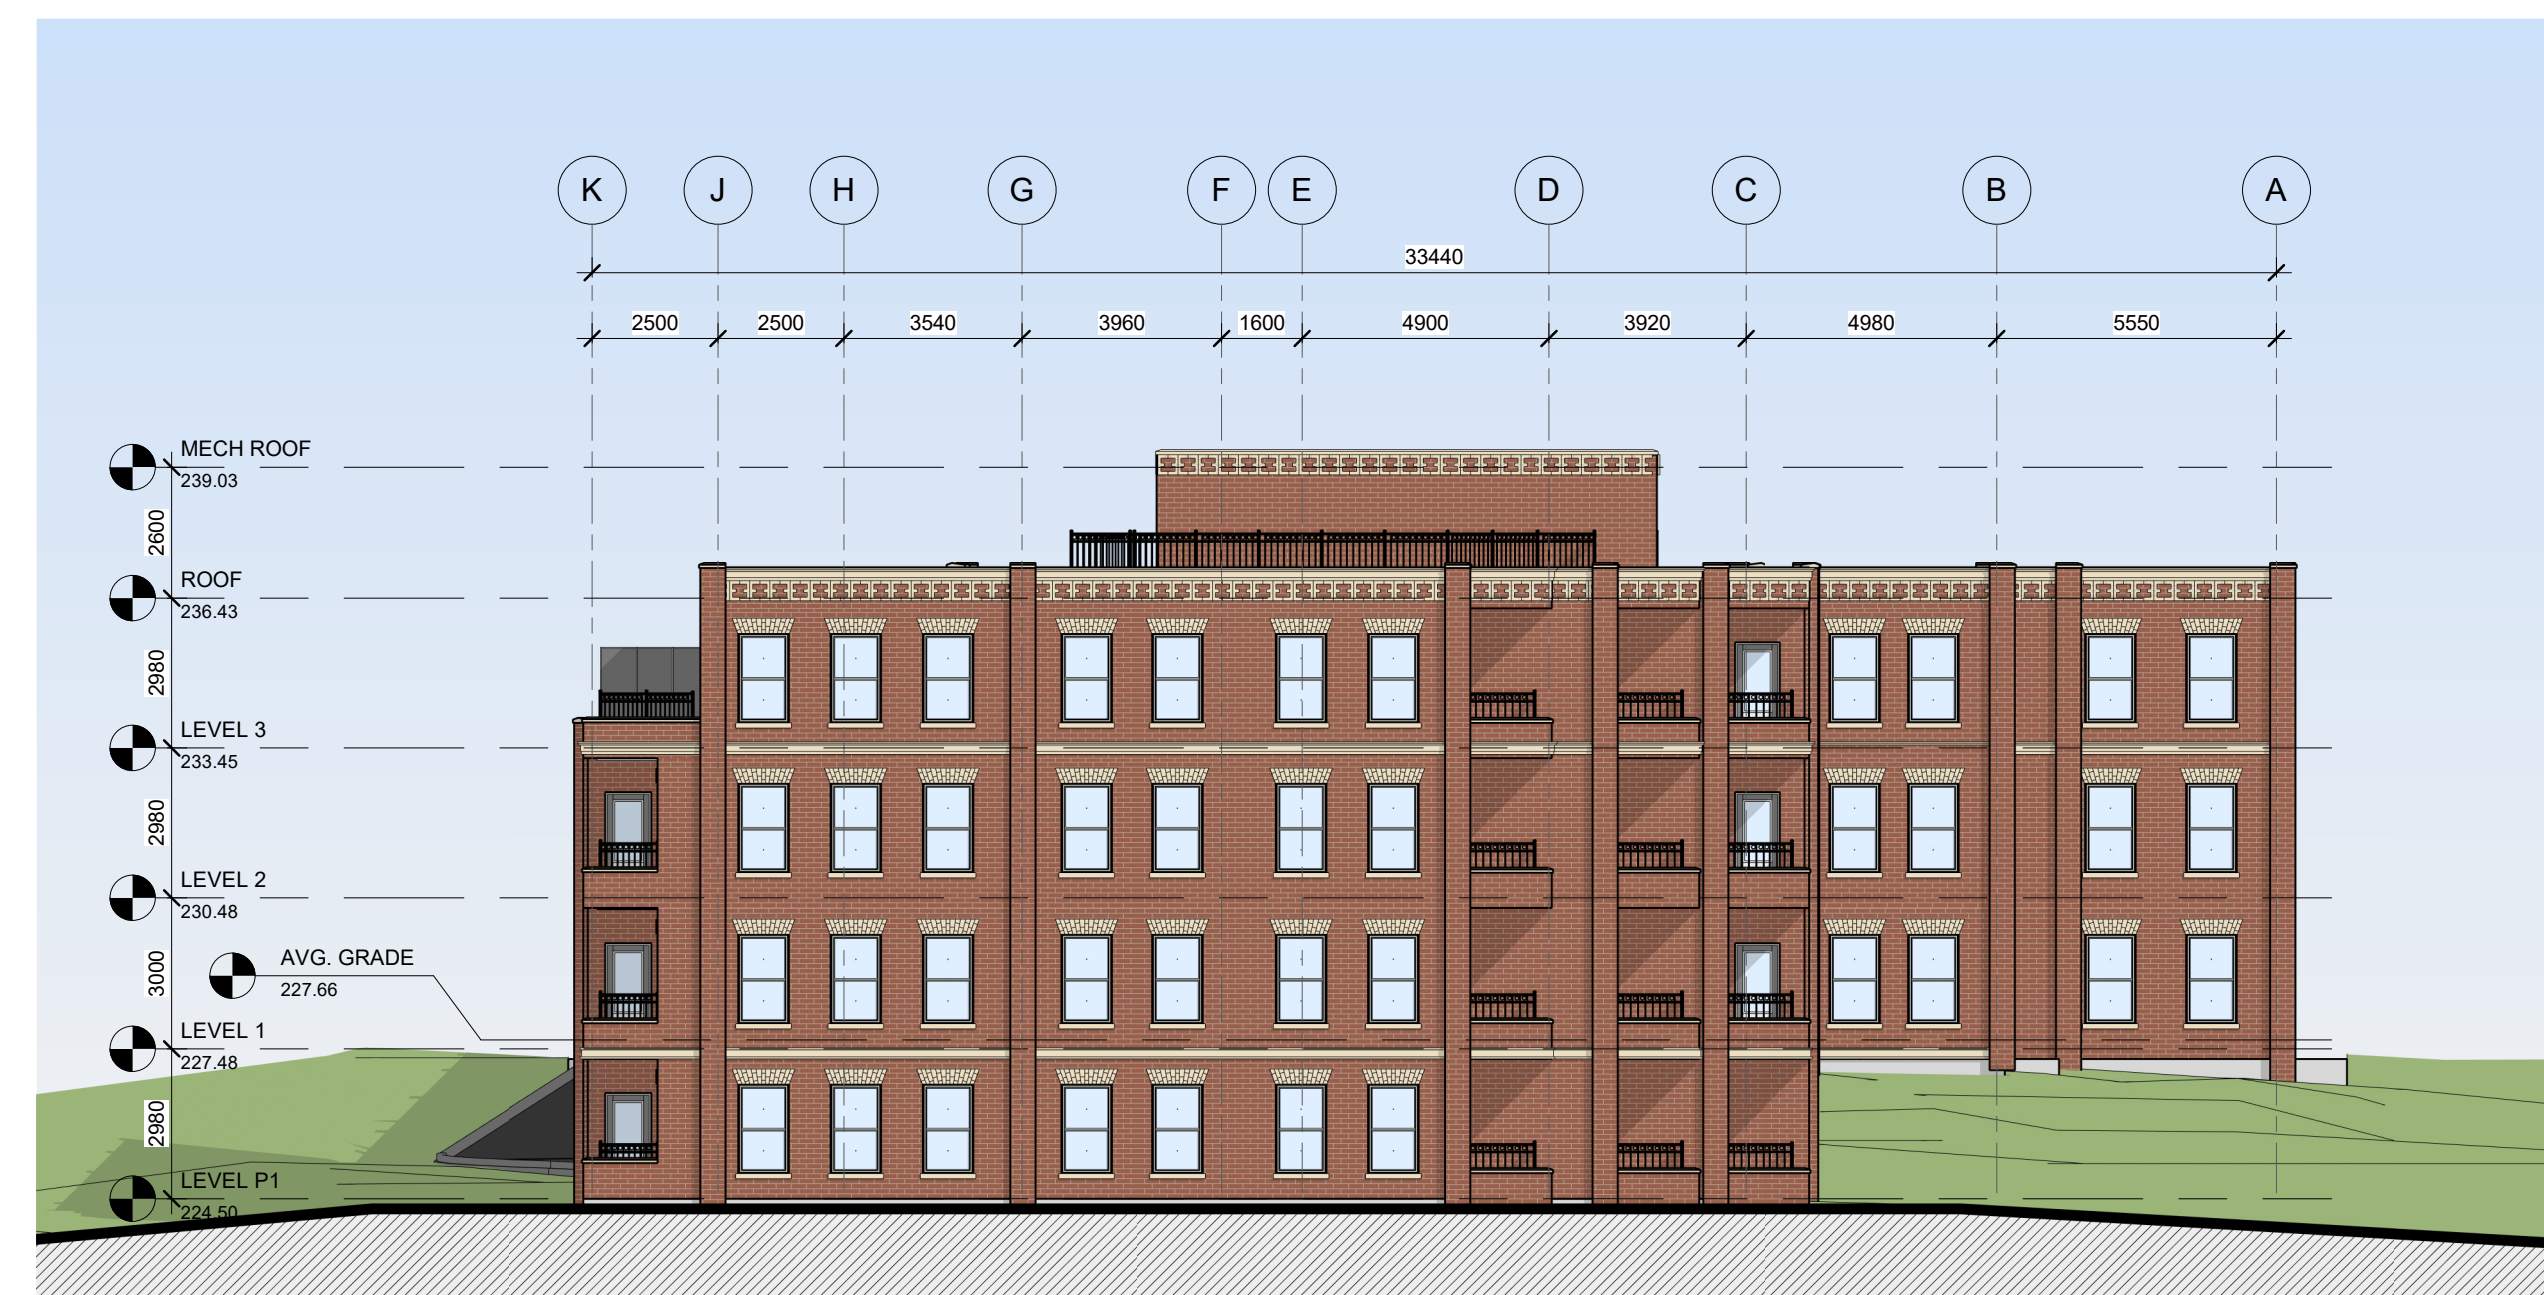 K J H G F E D C B A
33440
2500 2500 3540 3960 1600 4900 3920 4980 5550
MECH ROOF
239.03
2600
ROOF
236.43
2980
LEVEL 3
233.45
2980
LEVEL 2
230.48
3000
AVG. GRADE
227.66
LEVEL 1
227.48
2980
LEVEL P1
224.50